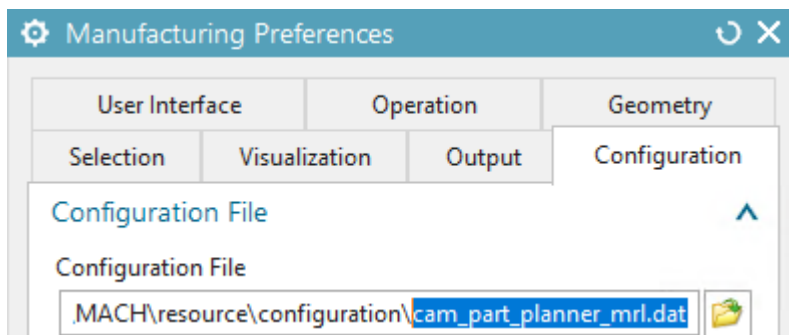 Manufacturing Preferences
User Interface Operation Geometry
Selection Visualization Output Configuration
Configuration File
Configuration File
.MACH\resource\configuration\cam_part_planner_mrl.dat